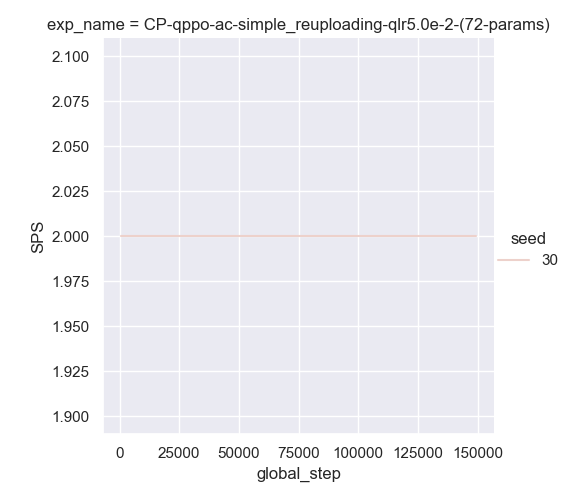 exp_name = CP-qppo-ac-simple_reuploading-qlr5.0e-2-(72-params)
2.100
2.075
2.050
2.025
2.000
1.975
1.950
1.925
1.900
SPS
0 25000 50000 75000 100000 125000 150000
global_step
seed
30